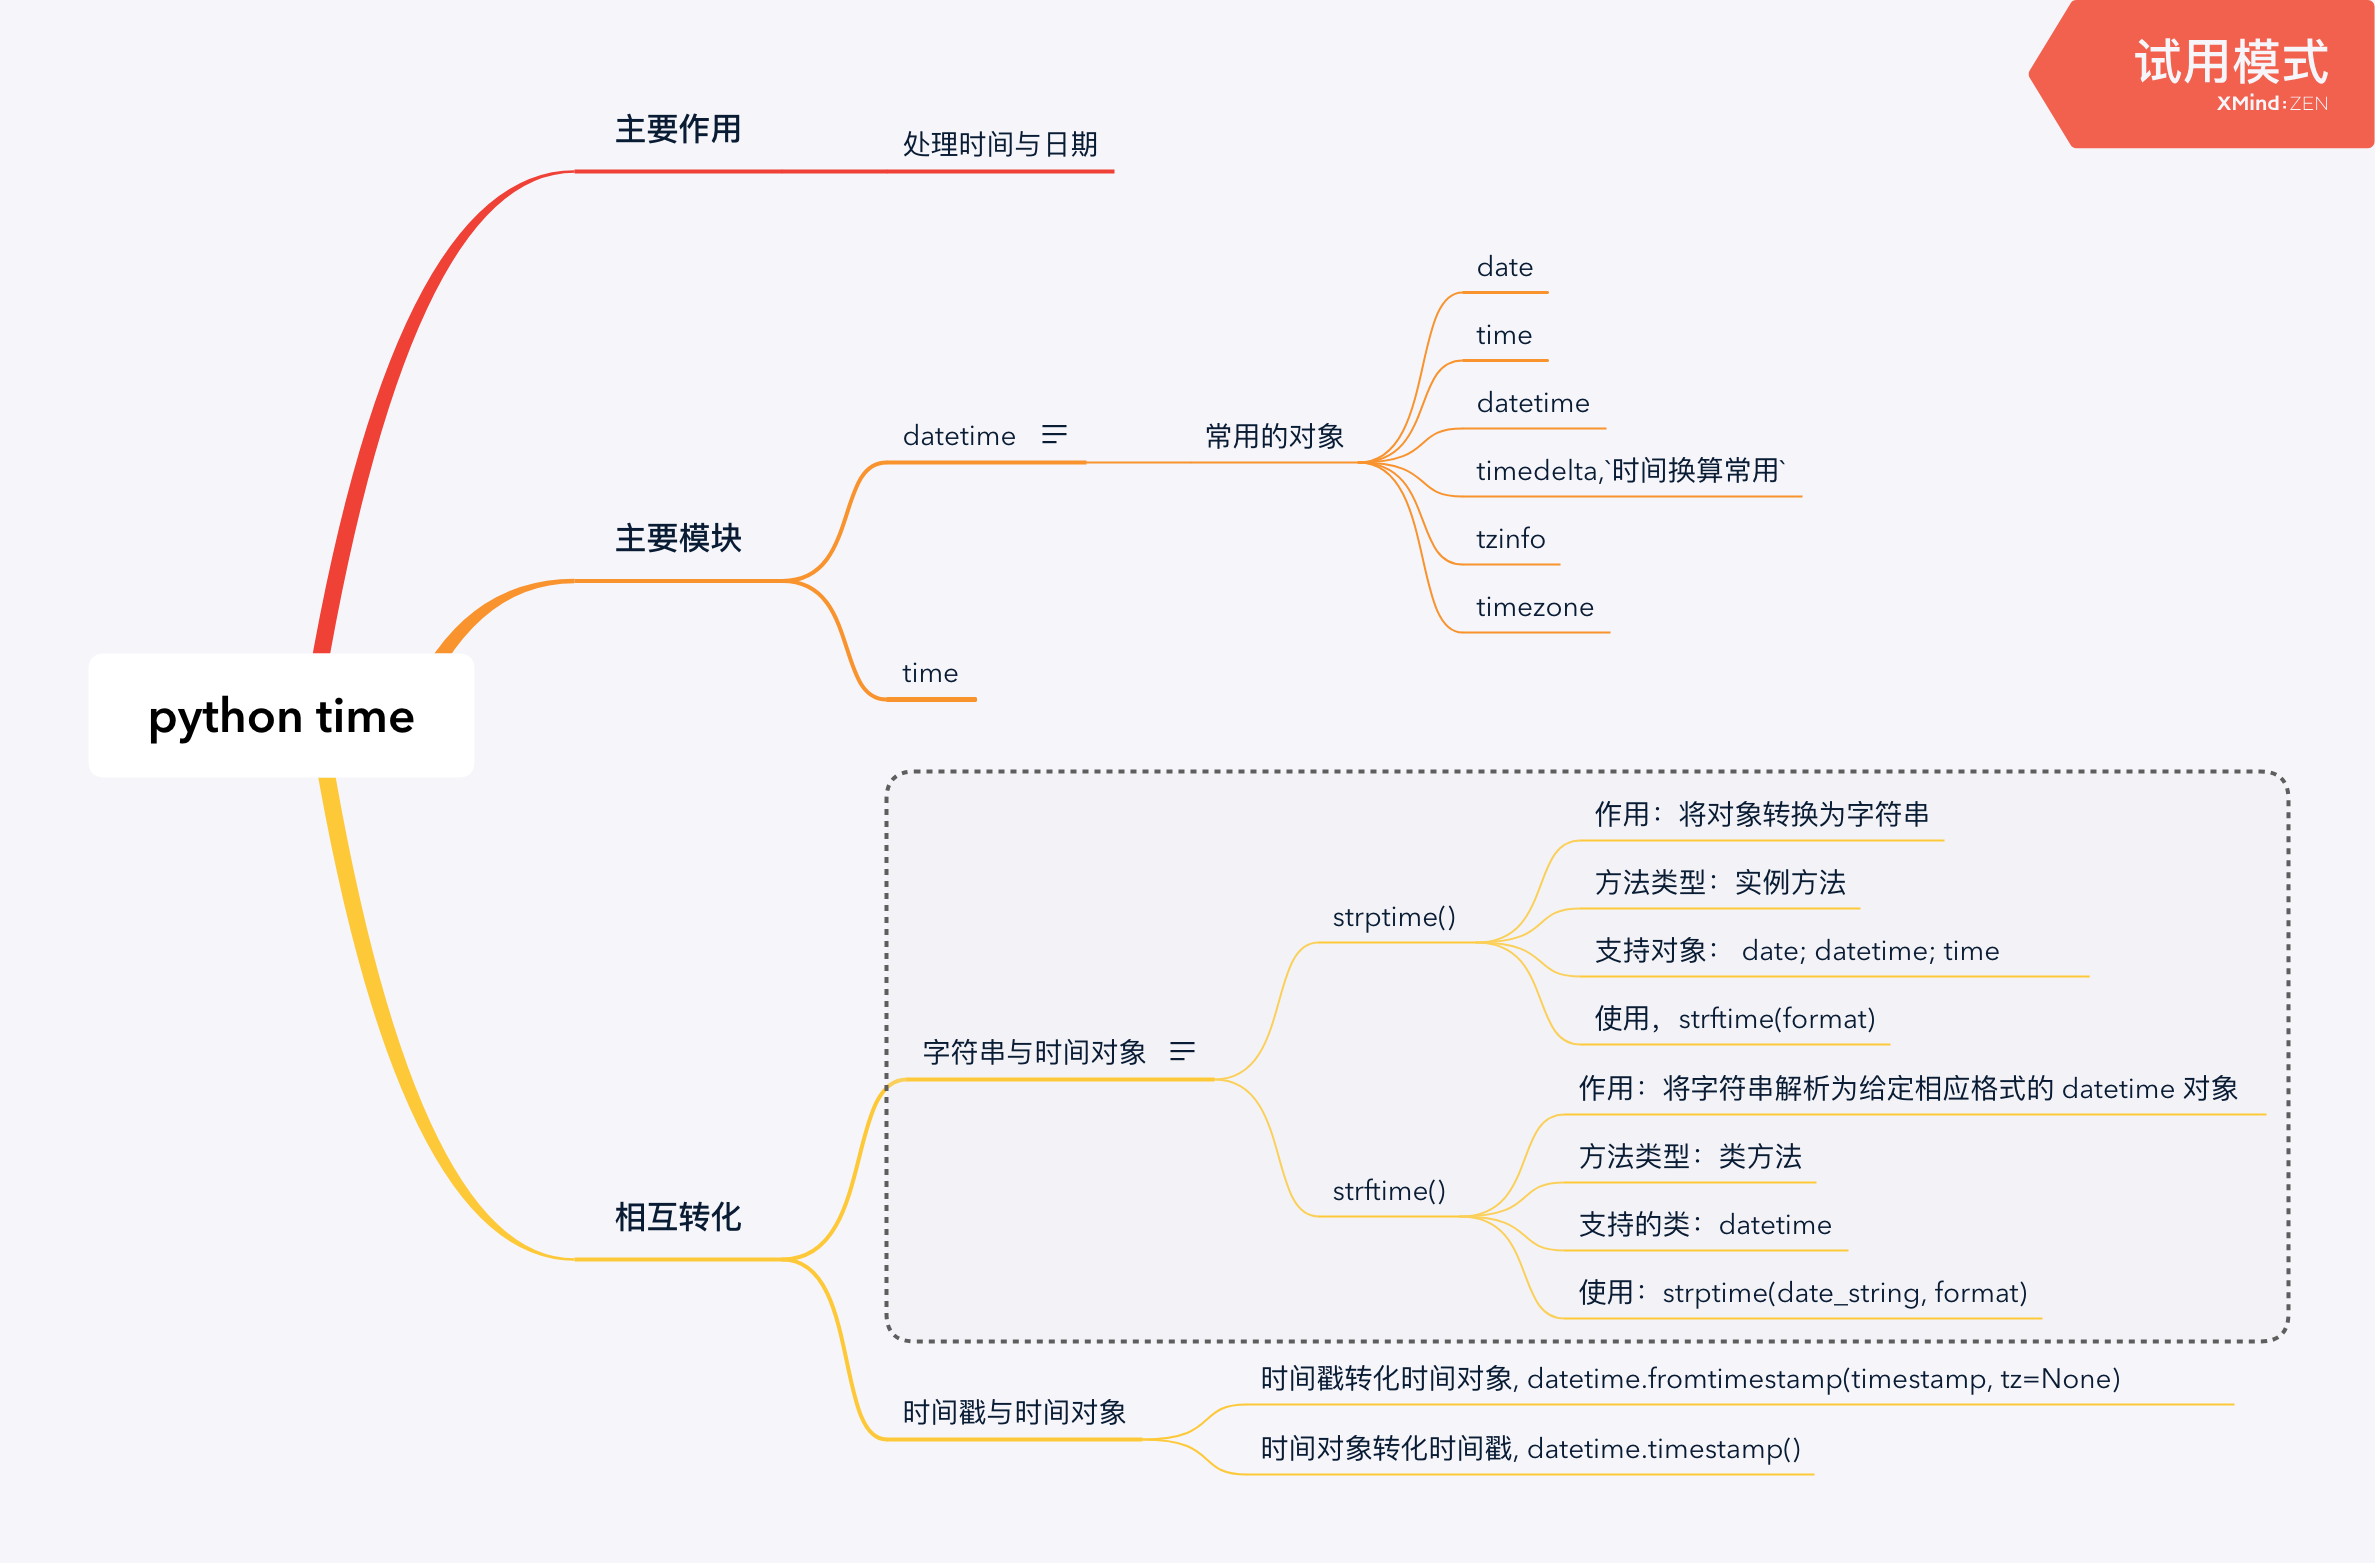 试用模式
XMind:ZEN
python time
主要作用
处理时间与日期
主要模块
datetime
常用的对象
date
time
datetime
timedelta,`时间换算常用`
tzinfo
timezone
time
相互转化
字符串与时间对象
strptime()
作用：将对象转换为字符串
方法类型：实例方法
支持对象： date; datetime; time
使用，strftime(format)
strftime()
作用：将字符串解析为给定相应格式的 datetime 对象
方法类型：类方法
支持的类：datetime
使用：strptime(date_string, format)
时间戳与时间对象
时间戳转化时间对象, datetime.fromtimestamp(timestamp, tz=None)
时间对象转化时间戳, datetime.timestamp()